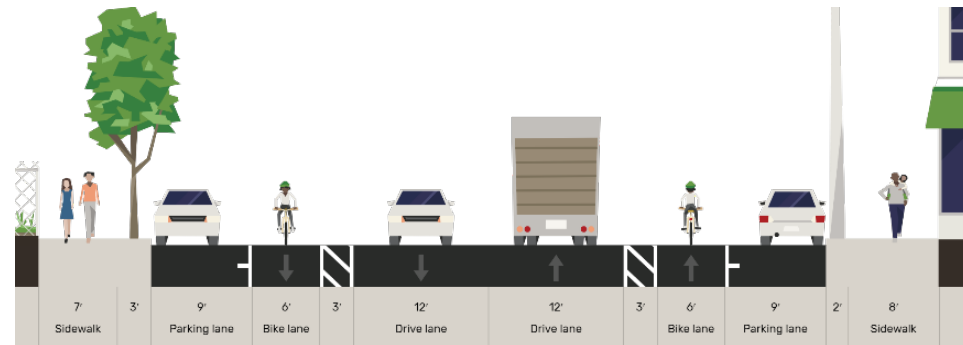 7′ 3′ 9′ 6′ 3′ 12′ 12′ 3′ 6′ 9′ 2′ 8′
Sidewalk Parking lane Bike lane Drive lane Drive lane Bike lane Parking lane Sidewalk